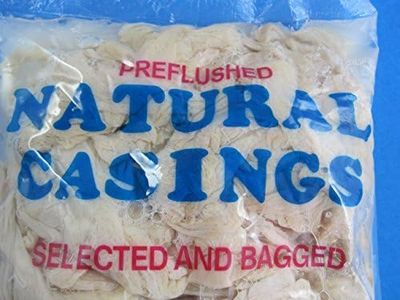 PREFLUSHED
NATURAL
CASINGS
SELECTED AND BAGGED